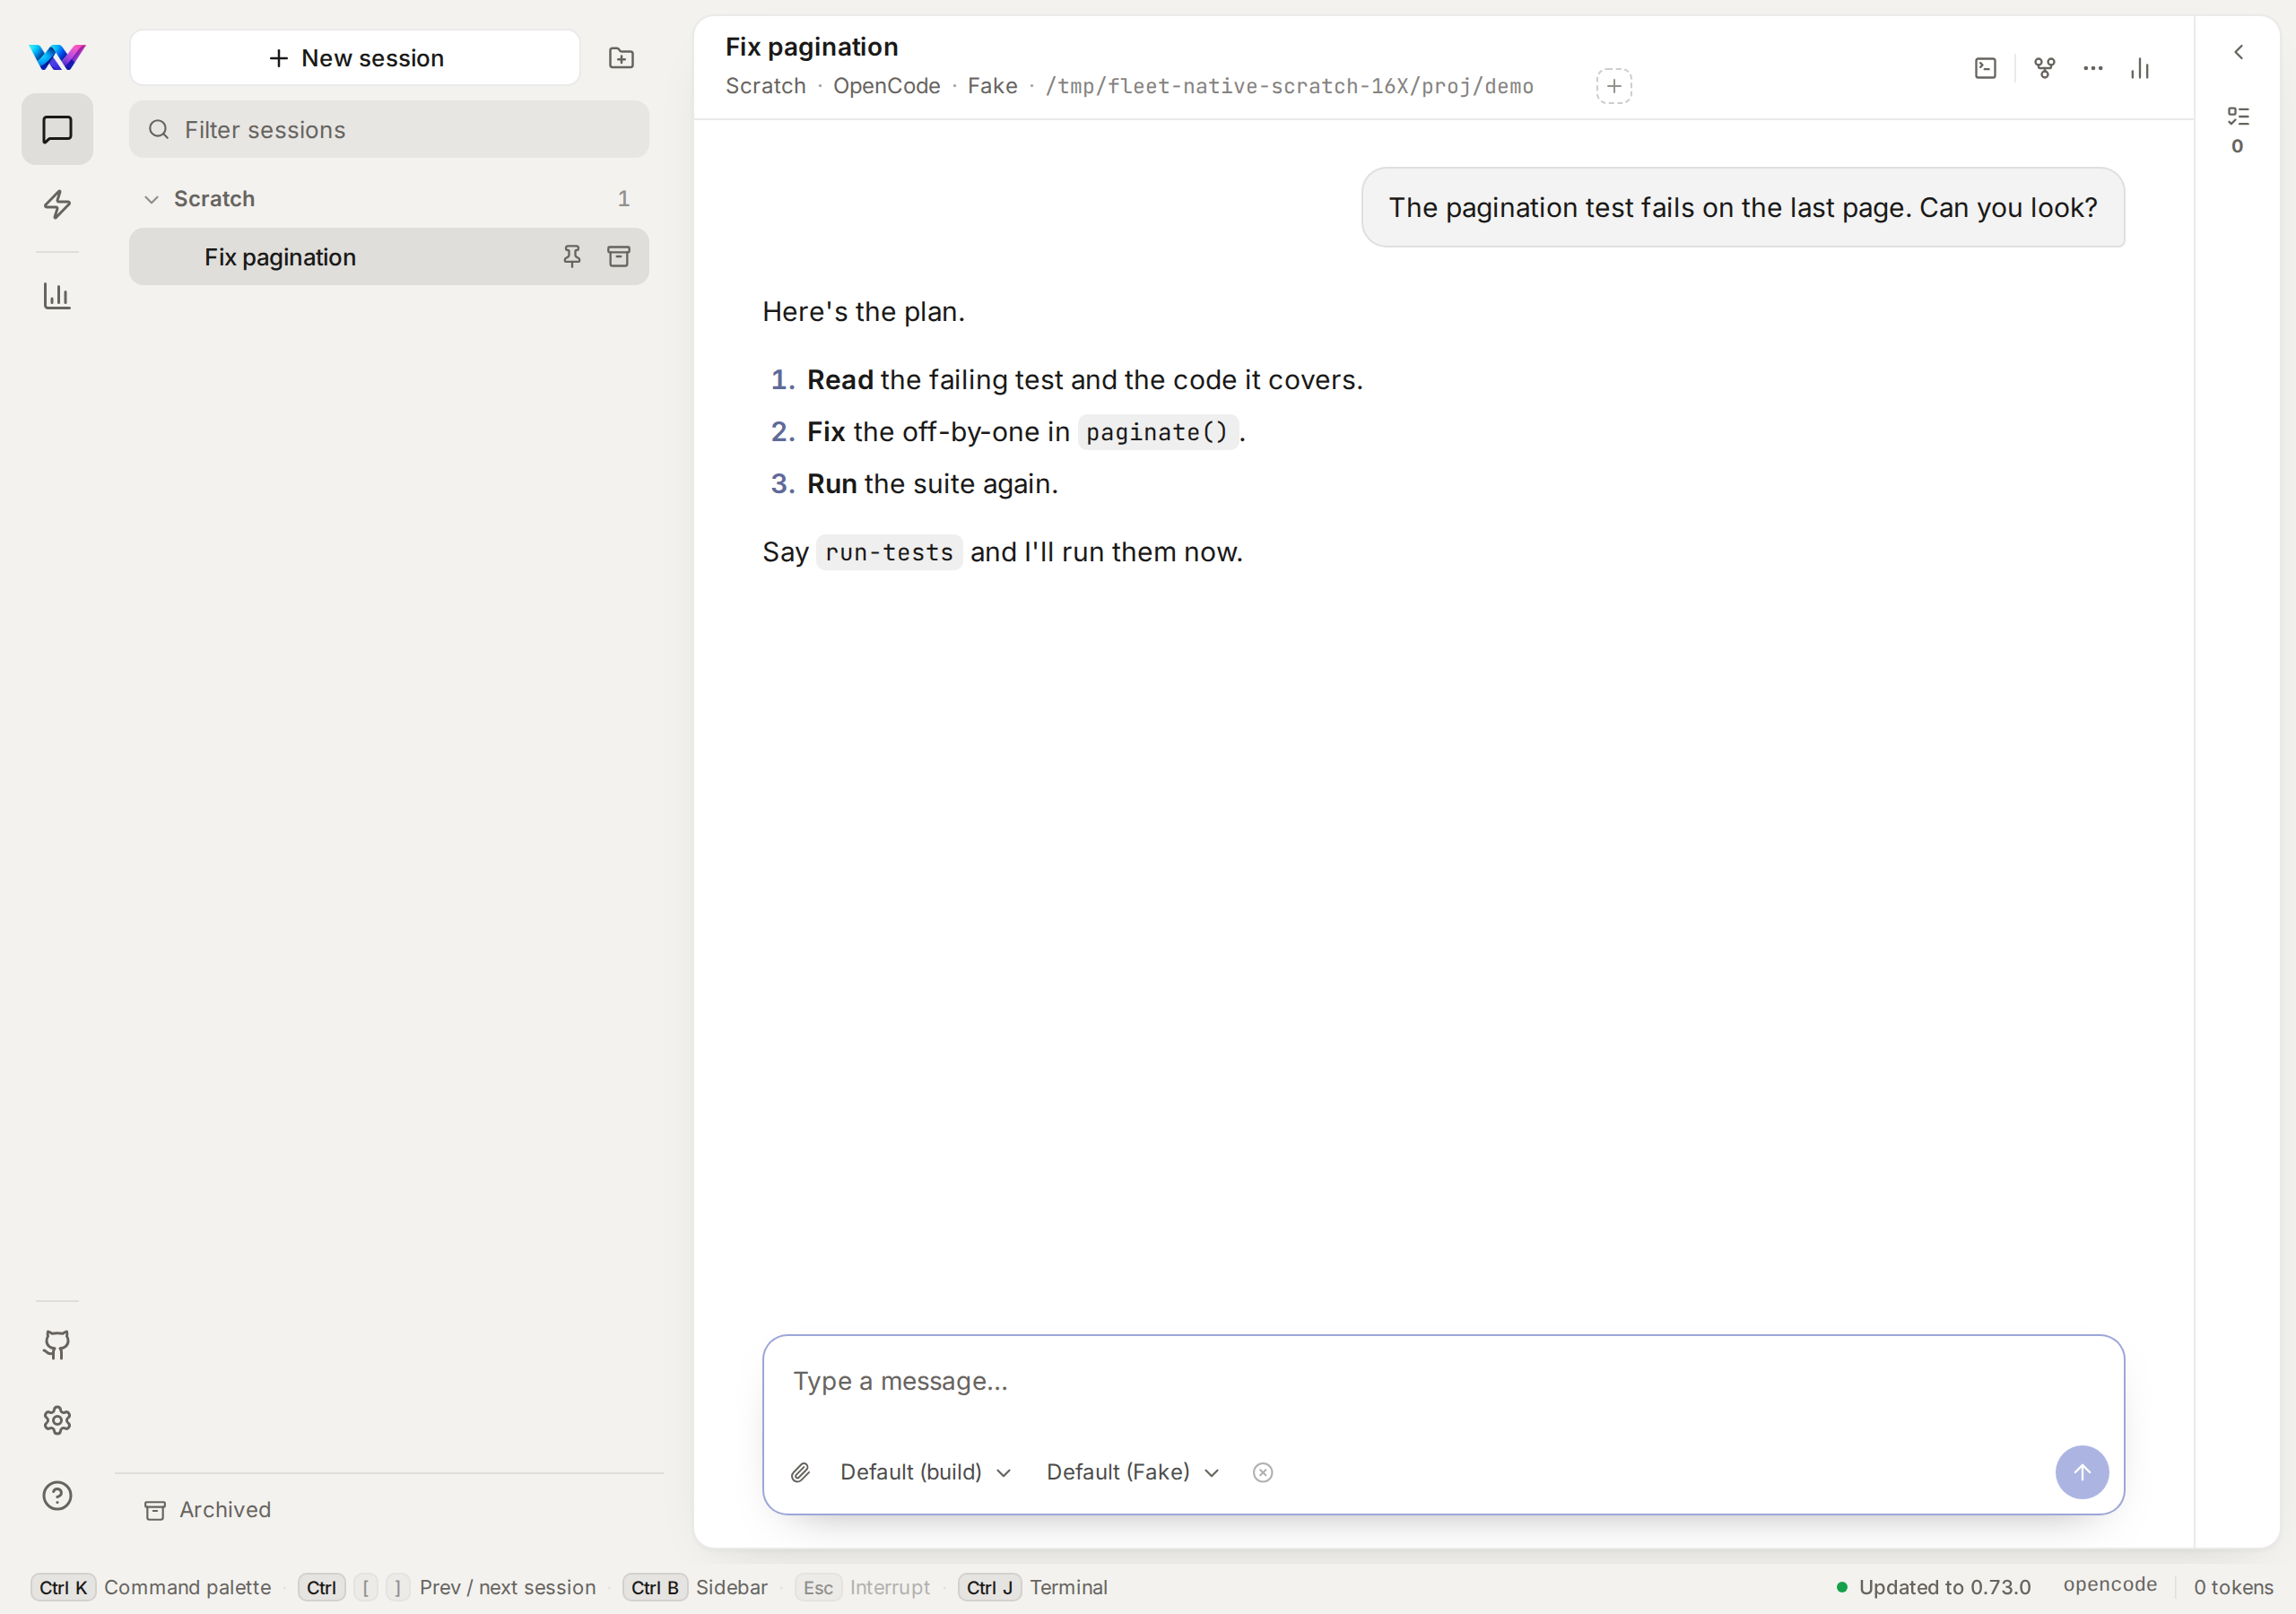 New session
Filter sessions
Scratch 1
Fix pagination
Archived
Fix pagination
Scratch · OpenCode · Fake · /tmp/fleet-native-scratch-16X/proj/demo
0
The pagination test fails on the last page. Can you look?
Here's the plan.
1. Read the failing test and the code it covers.
2. Fix the off-by-one in paginate().
3. Run the suite again.
Say run-tests and I'll run them now.
Type a message...
Default (build) Default (Fake)
Ctrl K Command palette · Ctrl [ ] Prev / next session · Ctrl B Sidebar · Esc Interrupt · Ctrl J Terminal
Updated to 0.73.0 opencode 0 tokens